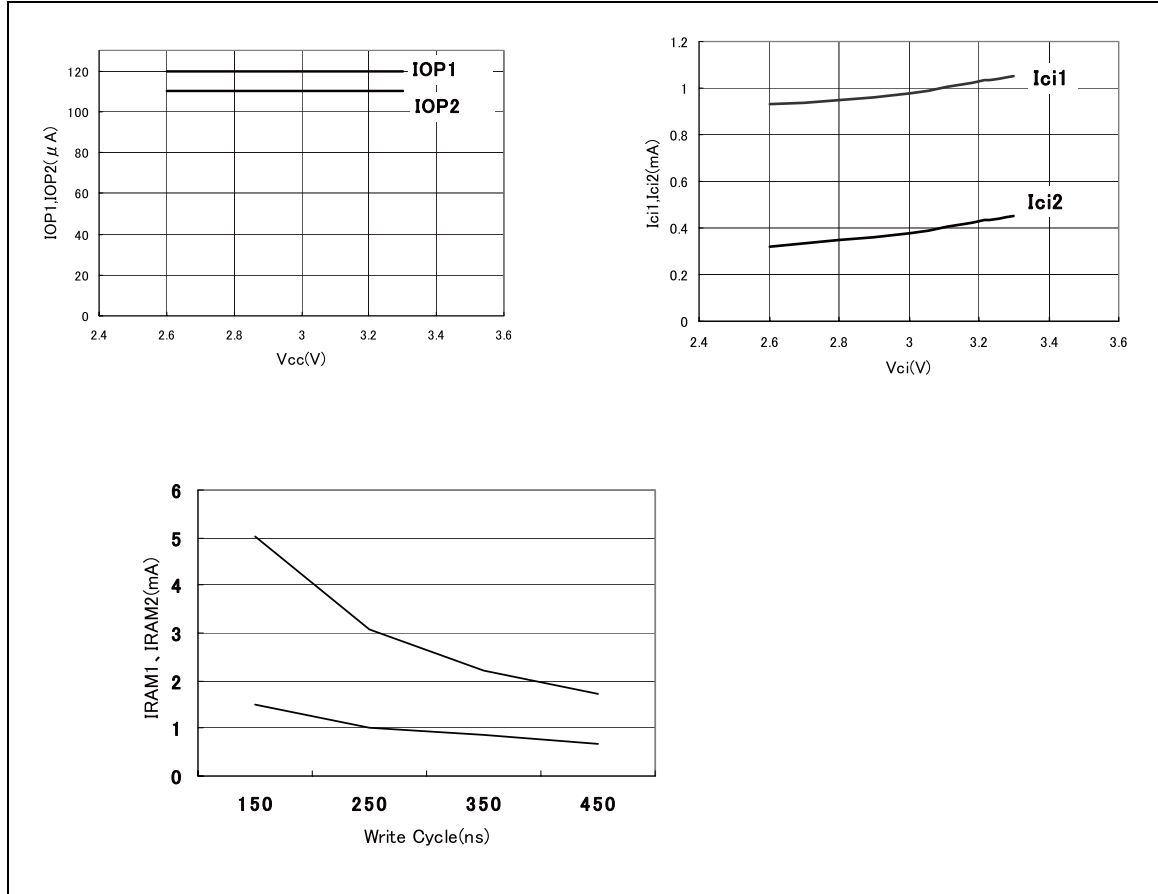 IOP1,IOP2(μA)
120
100
80
60
40
20
0
IOP1
IOP2
2.4 2.6 2.8 3 3.2 3.4 3.6
Vcc(V)
Ici1,Ici2(mA)
1.2
1
0.8
0.6
0.4
0.2
0
Ici1
Ici2
2.4 2.6 2.8 3 3.2 3.4 3.6
Vci(V)
IRAM1、IRAM2(mA)
6
5
4
3
2
1
0
150 250 350 450
Write Cycle(ns)